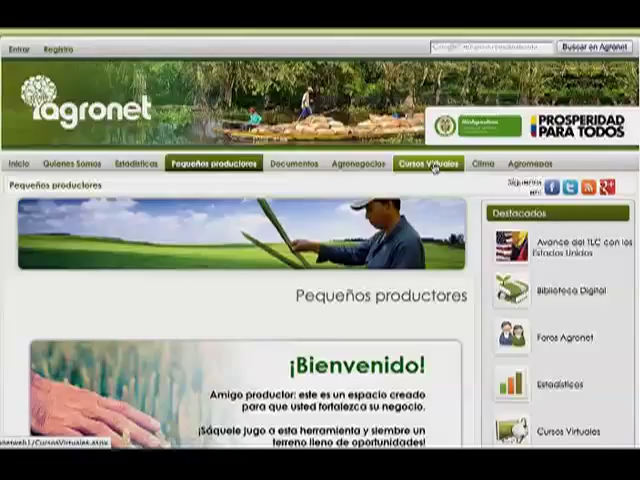 Entrar Registro
Buscar en Agronet
agronet
PROSPERIDAD
PARA TODOS
Inicio Quienes Somos Estadísticas Pequeños productores Documentos Agronegocios Cursos Virtuales Clima Agromapas
Pequeños productores
Síguenos
en:
Destacados
Avance del TLC con los
Estados Unidos
Biblioteca Digital
Pequeños productores
Foros Agronet
¡Bienvenido!
Estadísticas
Amigo productor: este es un espacio creado
para que usted fortalezca su negocio.
Cursos Virtuales
¡Sáquele jugo a esta herramienta y siembre un
terreno lleno de oportunidades!
/CursosVirtuales.aspx